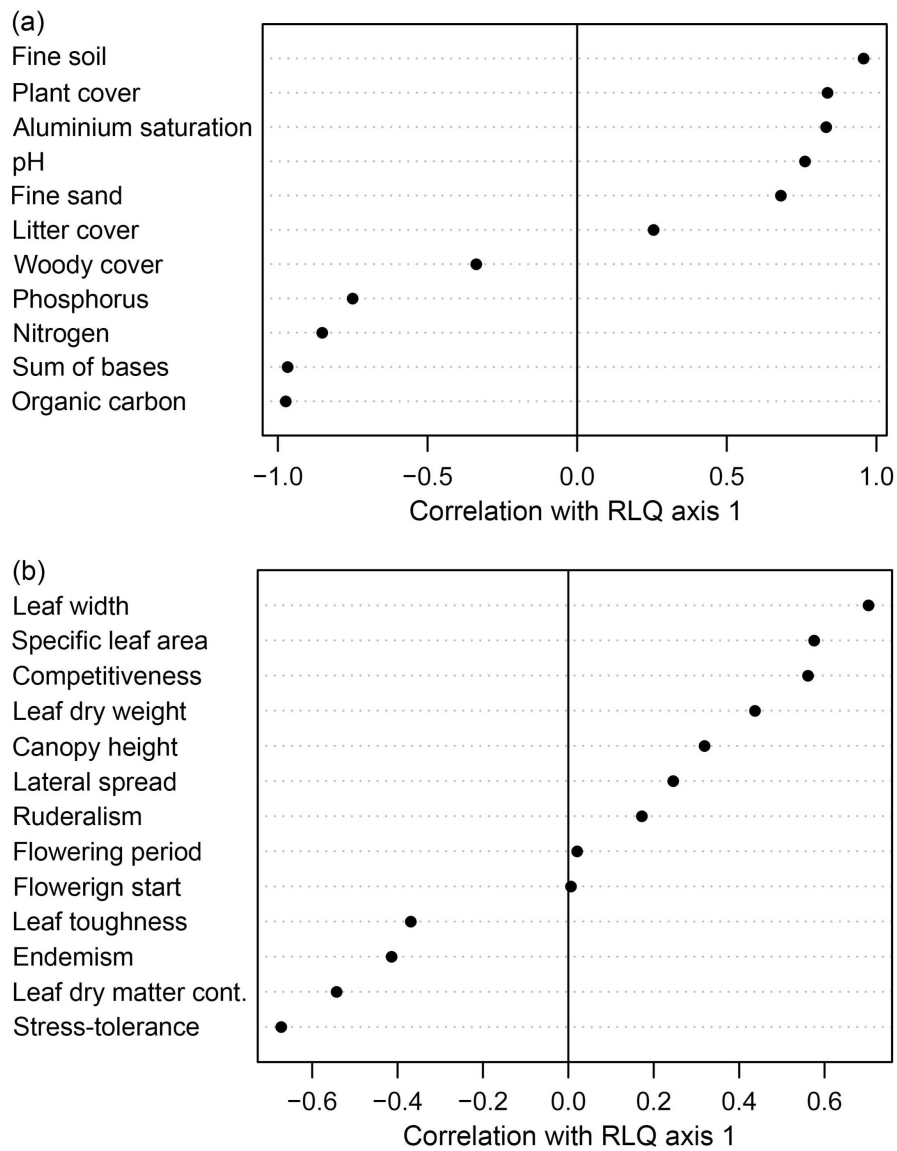 (a)
Fine soil
Plant cover
Aluminium saturation
pH
Fine sand
Litter cover
Woody cover
Phosphorus
Nitrogen
Sum of bases
Organic carbon
−1.0 −0.5 0.0 0.5 1.0
Correlation with RLQ axis 1
(b)
Leaf width
Specific leaf area
Competitiveness
Leaf dry weight
Canopy height
Lateral spread
Ruderalism
Flowering period
Flowerign start
Leaf toughness
Endemism
Leaf dry matter cont.
Stress-tolerance
−0.6 −0.4 −0.2 0.0 0.2 0.4 0.6
Correlation with RLQ axis 1